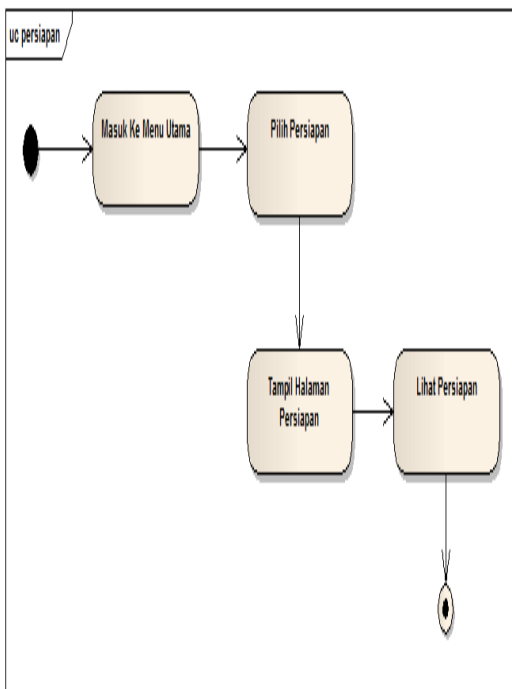 uc persiapan
Masuk Ke Menu Utama
Pilih Persiapan
Tampil Halaman
Persiapan
Lihat Persiapan